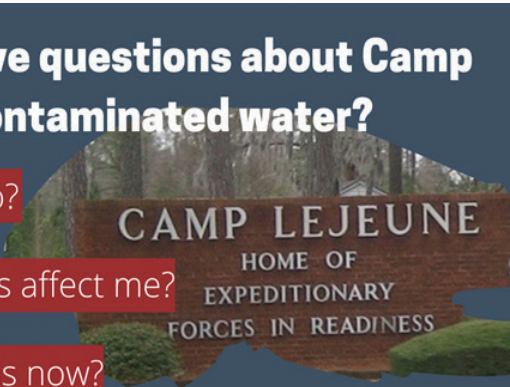 ve questions about Camp
ontaminated water?
o?
CAMP LEJEUNE
HOME OF
s affect me?
EXPEDITIONARY
FORCES IN READINESS
s now?